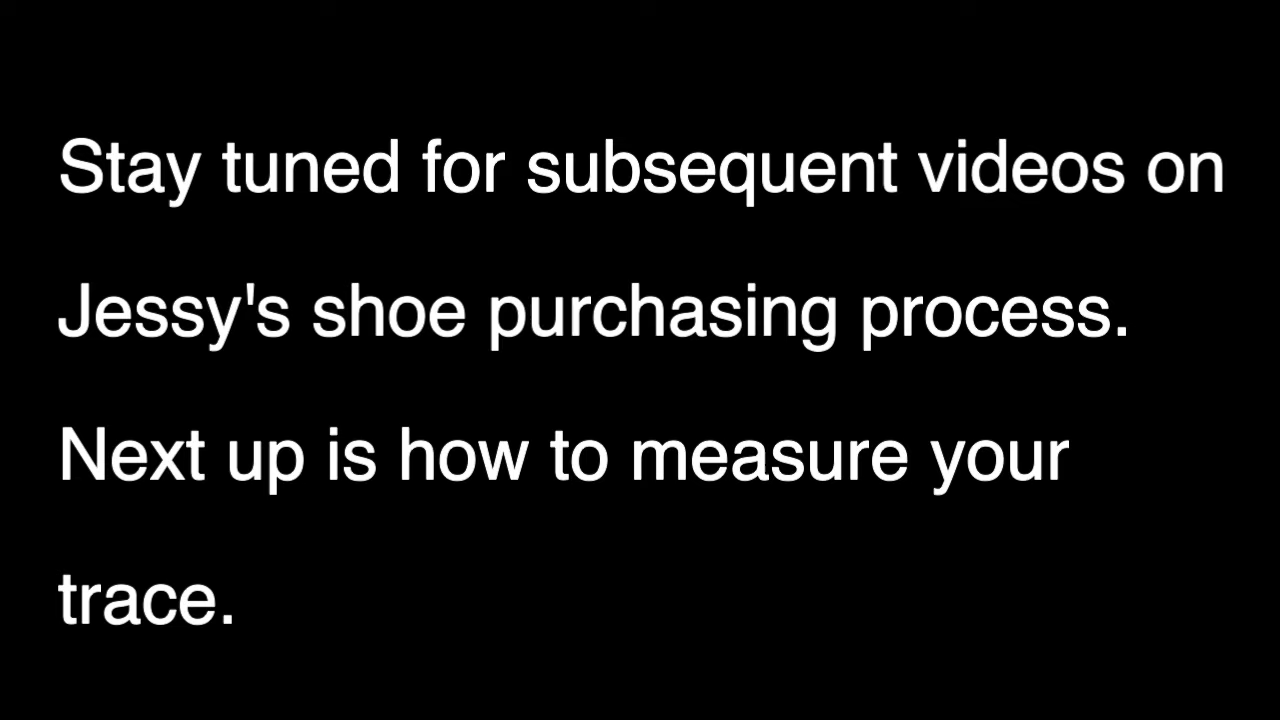 Stay tuned for subsequent videos on
Jessy's shoe purchasing process.
Next up is how to measure your
trace.